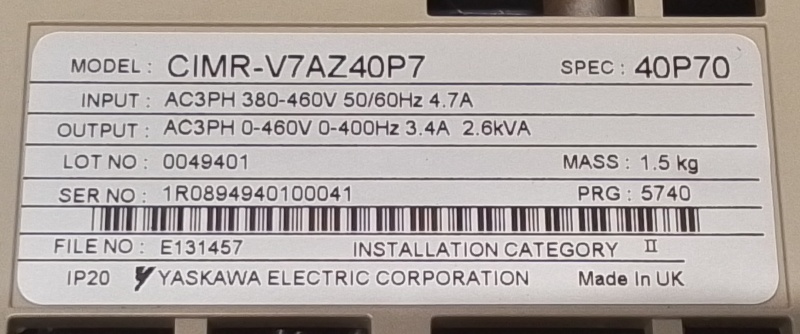 MODEL : CIMR-V7AZ40P7 SPEC : 40P70
INPUT : AC3PH 380-460V 50/60Hz 4.7A
OUTPUT : AC3PH 0-460V 0-400Hz 3.4A 2.6kVA
LOT NO : 0049401 MASS : 1.5 kg
SER NO : 1R0894940100041 PRG : 5740
FILE NO : E131457 INSTALLATION CATEGORY II
IP20 YASKAWA ELECTRIC CORPORATION Made In UK